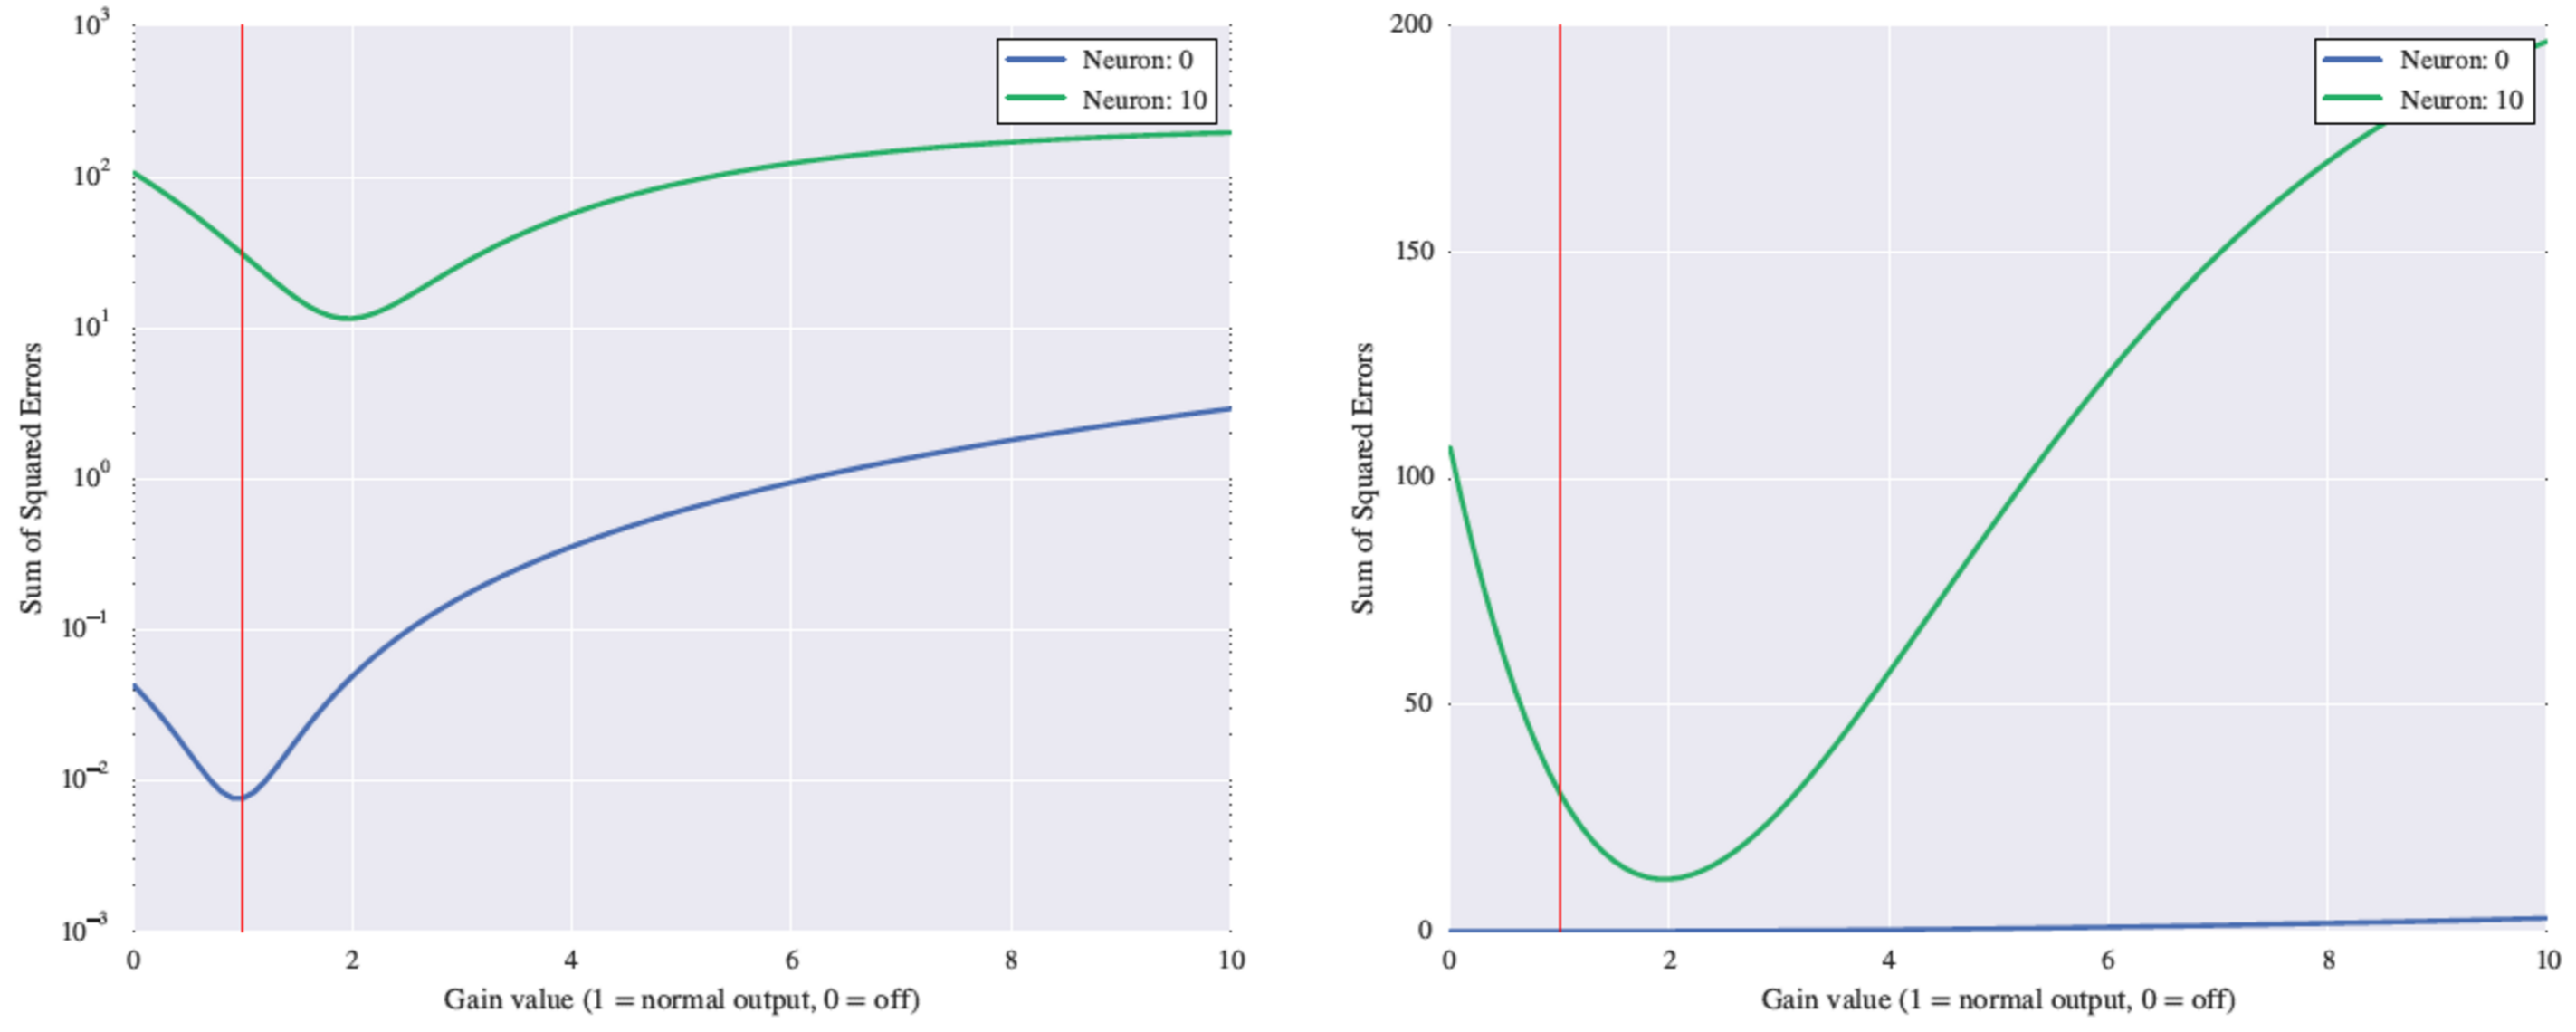 10^3
10^2
10^1
10^0
10^−1
10^−2
10^−3
Sum of Squared Errors
0 2 4 6 8 10
Gain value (1 = normal output, 0 = off)
Neuron: 0
Neuron: 10
200
150
100
50
0
Sum of Squared Errors
0 2 4 6 8 10
Gain value (1 = normal output, 0 = off)
Neuron: 0
Neuron: 10